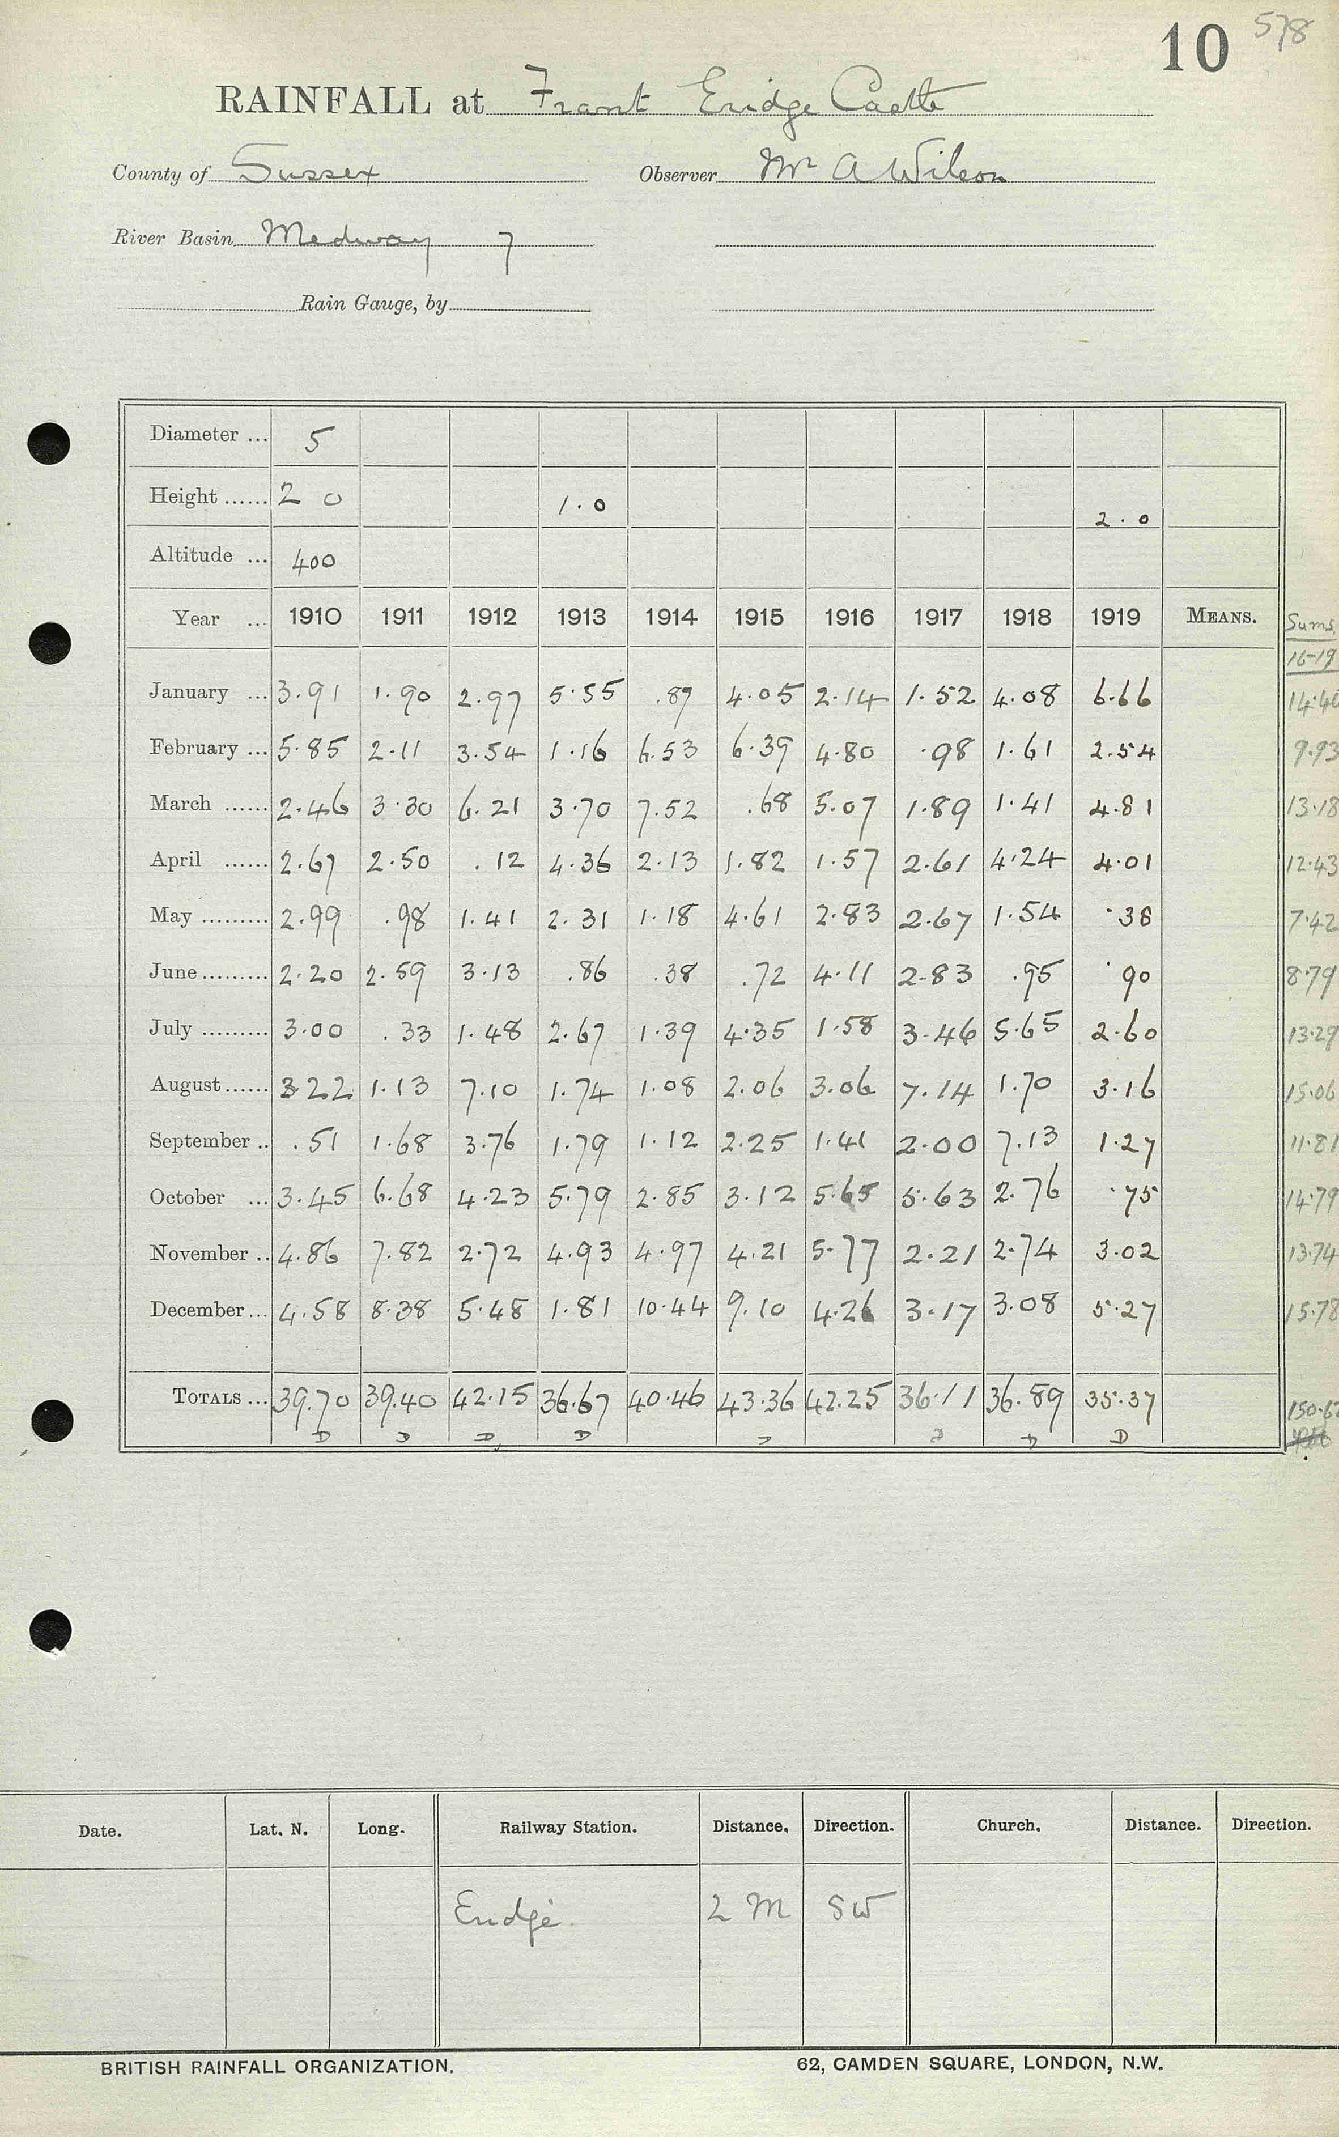 10 578
RAINFALL at Frant Eridge Castle
County of Sussex Observer Mr A Wilson
River Basin Medway 7
Rain Gauge, by
Diameter ... 5
Height ...... 2 0 1.0 2.0
Altitude ... 400
Year ... 1910 1911 1912 1913 1914 1915 1916 1917 1918 1919 MEANS. Sums
16-19
January ... 3.91 1.90 2.97 5.55 .87 4.05 2.14 1.52 4.08 6.66 14.40
February ... 5.85 2.11 3.54 1.16 6.53 6.39 4.80 .98 1.61 2.54 9.93
March ...... 2.46 3.30 6.21 3.70 7.52 .68 5.07 1.89 1.41 4.81 13.18
April ...... 2.67 2.50 .12 4.36 2.13 1.82 1.57 2.61 4.24 4.01 12.43
May ......... 2.99 .98 1.41 2.31 1.18 4.61 2.83 2.67 1.54 .38 7.42
June ......... 2.20 2.59 3.13 .86 .38 .72 4.11 2.83 .95 .90 8.79
July ......... 3.00 .33 1.48 2.67 1.39 4.35 1.58 3.46 5.65 2.60 13.29
August ...... 3 22 1.13 7.10 1.74 1.08 2.06 3.06 7.14 1.70 3.16 15.06
September .. .51 1.68 3.76 1.79 1.12 2.25 1.41 2.00 7.13 1.27 11.81
October ... 3.45 6.68 4.23 5.79 2.85 3.12 5.65 5.63 2.76 .75 14.79
November .. 4.86 7.82 2.72 4.93 4.97 4.21 5.77 2.21 2.74 3.02 13.74
December ... 4.58 8.38 5.48 1.81 10.44 9.10 4.26 3.17 3.08 5.27 15.78
TOTALS ... 39.70 39.40 42.15 36.67 40.46 43.36 42.25 36.11 36.89 35.37 150.62
D D D D D D D D
Date. Lat. N. Long. Railway Station. Distance. Direction. Church. Distance. Direction.
Eridge 2 M SW
BRITISH RAINFALL ORGANIZATION. 62, CAMDEN SQUARE, LONDON, N.W.